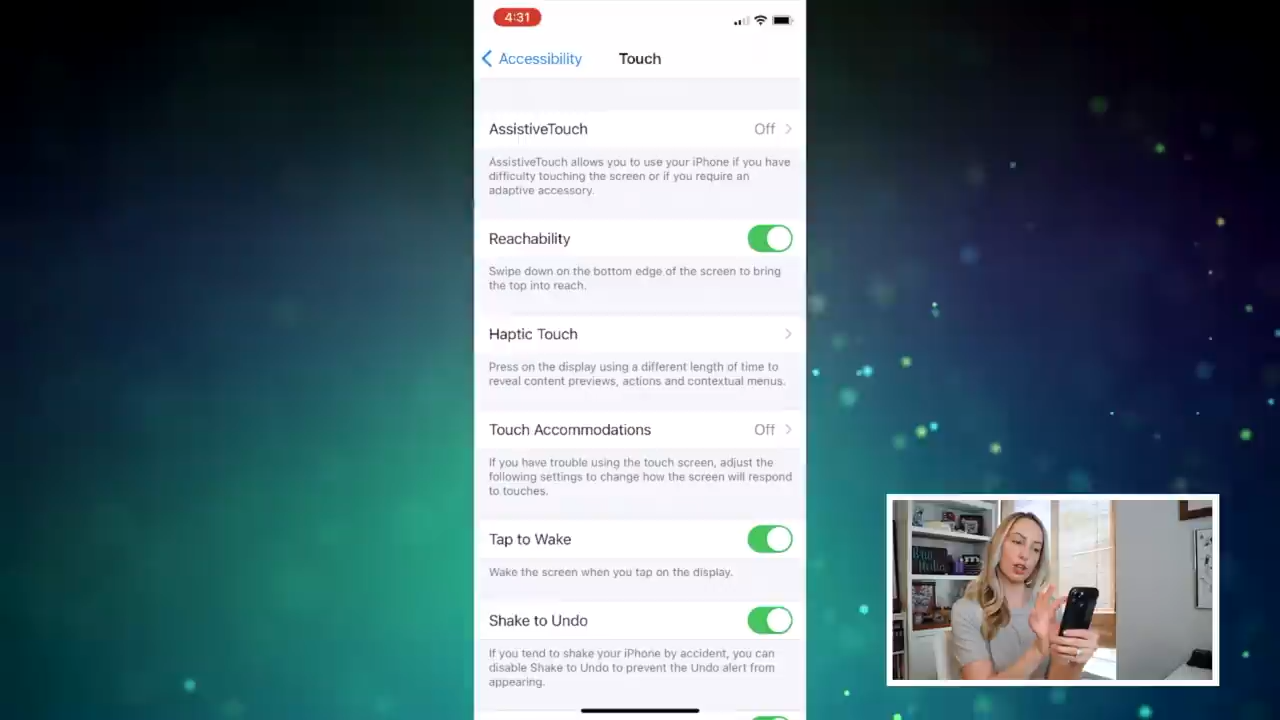 4:31
Accessibility
Touch
AssistiveTouch
Off
AssistiveTouch allows you to use your iPhone if you have
difficulty touching the screen or if you require an
adaptive accessory.
Reachability
Swipe down on the bottom edge of the screen to bring
the top into reach.
Haptic Touch
Press on the display using a different length of time to
reveal content previews, actions and contextual menus.
Touch Accommodations
Off
If you have trouble using the touch screen, adjust the
following settings to change how the screen will respond
to touches.
Tap to Wake
Wake the screen when you tap on the display.
Shake to Undo
If you tend to shake your iPhone by accident, you can
disable Shake to Undo to prevent the Undo alert from
appearing.